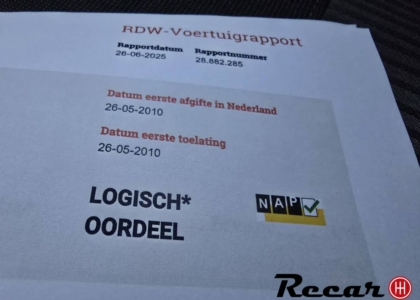 RDW-Voertuigrapport
Rapportdatum Rapportnummer
26-06-2025 28.882.285
Datum eerste afgifte in Nederland
26-05-2010
Datum eerste toelating
26-05-2010
LOGISCH*
OORDEEL
NAP
Recar H